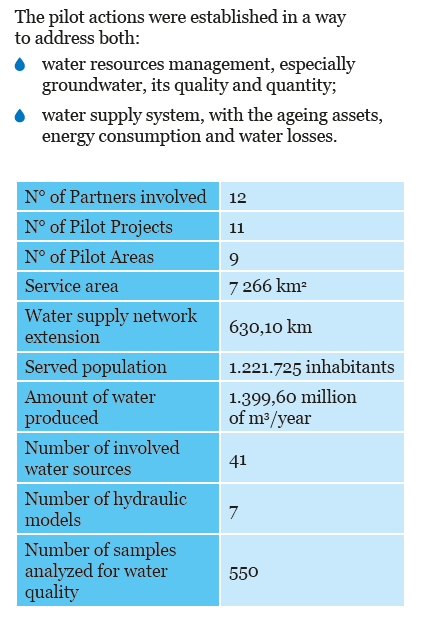 The pilot actions were established in a way
to address both:
water resources management, especially
groundwater, its quality and quantity;
water supply system, with the ageing assets,
energy consumption and water losses.
N° of Partners involved 12
N° of Pilot Projects 11
N° of Pilot Areas 9
Service area 7 266 km²
Water supply network
extension
630,10 km
Served population 1.221.725 inhabitants
Amount of water
produced
1.399,60 million
of m³/year
Number of involved
water sources
41
Number of hydraulic
models
7
Number of samples
analyzed for water
quality
550